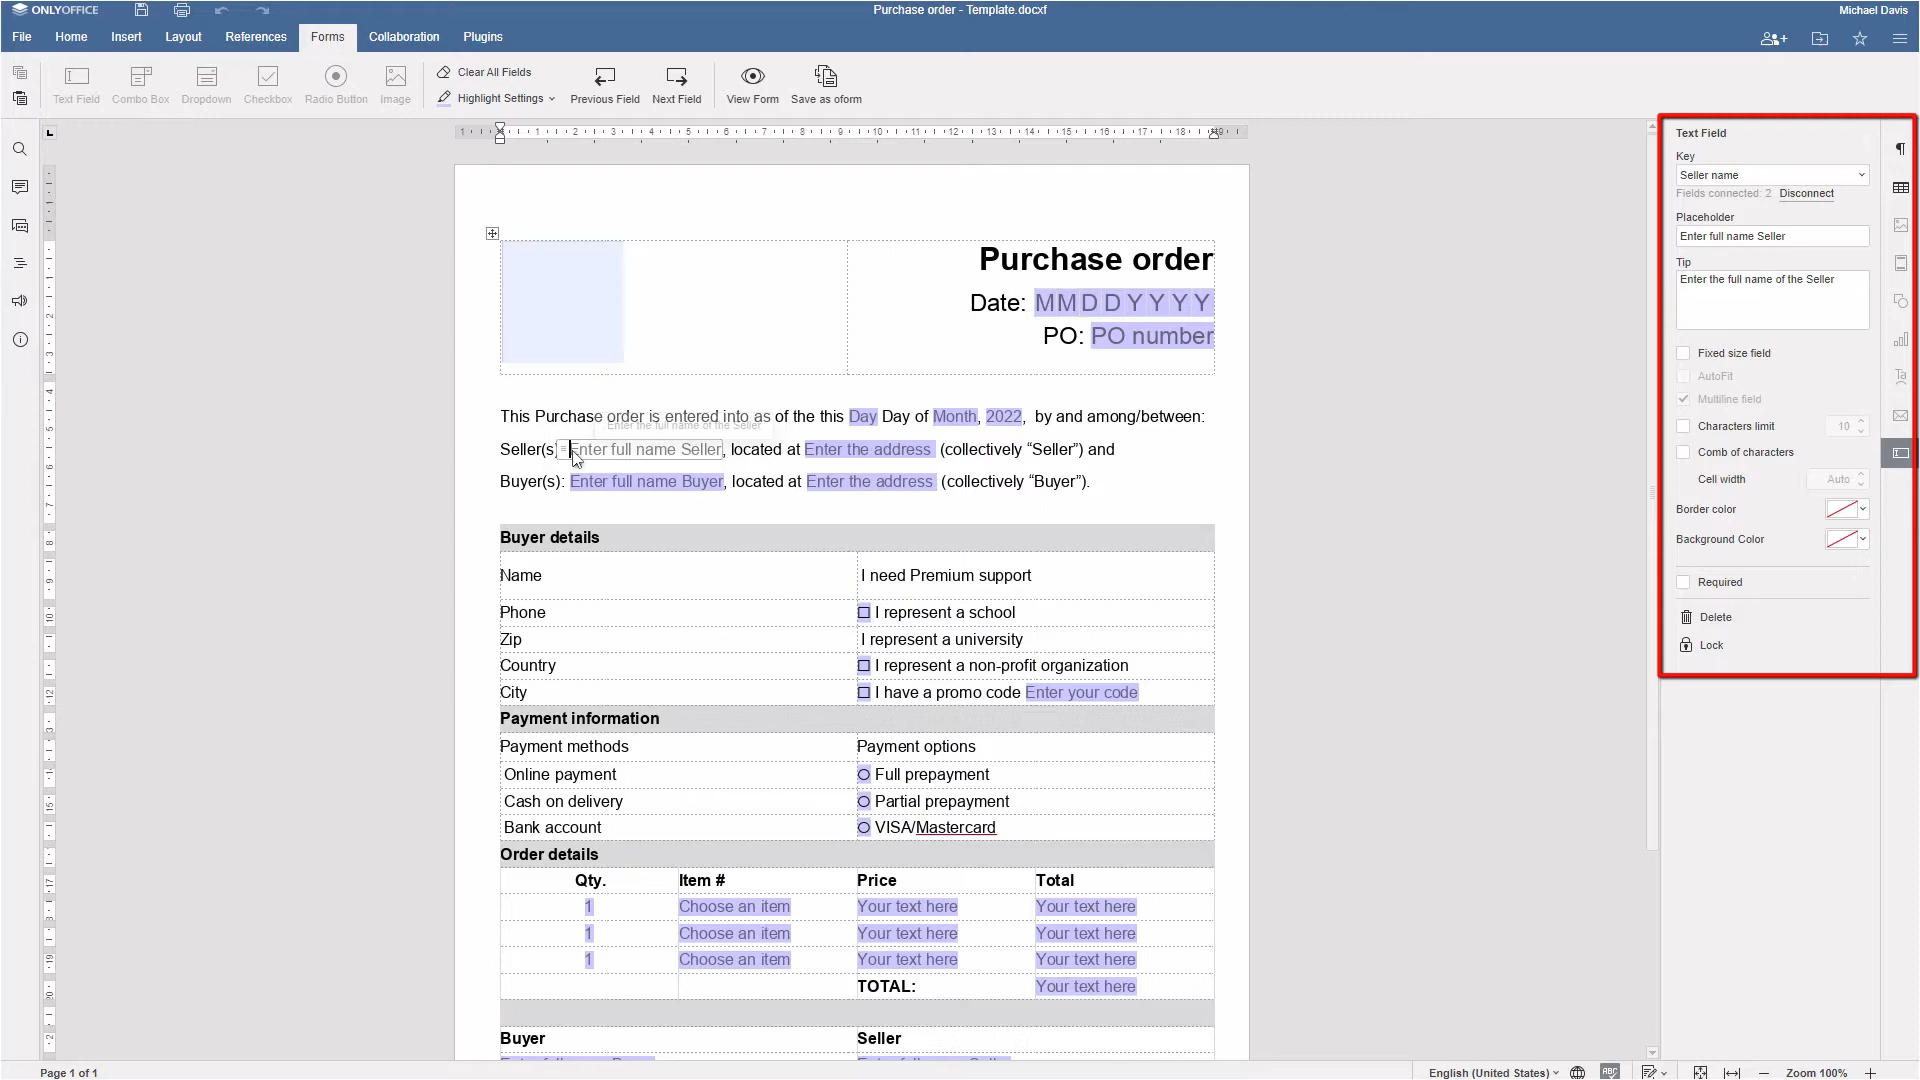 ONLYOFFICE
Purchase order - Template.docxf
Michael Davis
File Home Insert Layout References Forms Collaboration Plugins
Text Field Combo Box Dropdown Checkbox Radio Button Image
Clear All Fields
Highlight Settings
Previous Field Next Field View Form Save as oform
Purchase order
Date: MMDDYYYY
PO: PO number
This Purchase order is entered into as of the this Day Day of Month, 2022, by and among/between:
Enter the full name of the Seller
Seller(s) Enter full name Seller, located at Enter the address (collectively “Seller”) and
Buyer(s): Enter full name Buyer, located at Enter the address (collectively “Buyer”).
Buyer details
Name I need Premium support
Phone I represent a school
Zip I represent a university
Country I represent a non-profit organization
City I have a promo code Enter your code
Payment information
Payment methods Payment options
Online payment Full prepayment
Cash on delivery Partial prepayment
Bank account VISA/Mastercard
Order details
Qty. Item # Price Total
1 Choose an item Your text here Your text here
1 Choose an item Your text here Your text here
1 Choose an item Your text here Your text here
TOTAL: Your text here
Buyer Seller
Text Field
Key
Seller name
Fields connected: 2 Disconnect
Placeholder
Enter full name Seller
Tip
Enter the full name of the Seller
Fixed size field
AutoFit
Multiline field
Characters limit 10
Comb of characters
Cell width Auto
Border color
Background Color
Required
Delete
Lock
Page 1 of 1
English (United States)
ABC
Zoom 100%